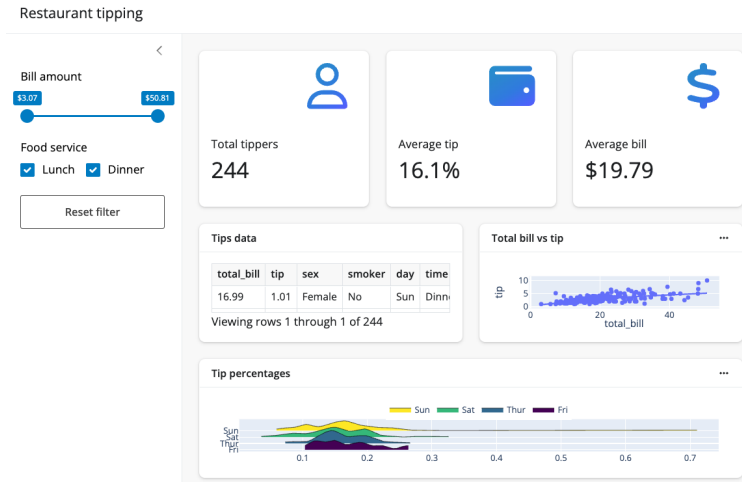 Restaurant tipping
Bill amount
$3.07 $50.81
Food service
Lunch Dinner
Reset filter
Total tippers
244
Average tip
16.1%
Average bill
$19.79
Tips data
total_bill tip sex smoker day time
16.99 1.01 Female No Sun Dinn
Viewing rows 1 through 1 of 244
Total bill vs tip ...
10
5
0
tip
0 20 40
total_bill
Tip percentages ...
Sun Sat Thur Fri
Sun
Sat
Thur
Fri
0.1 0.2 0.3 0.4 0.5 0.6 0.7